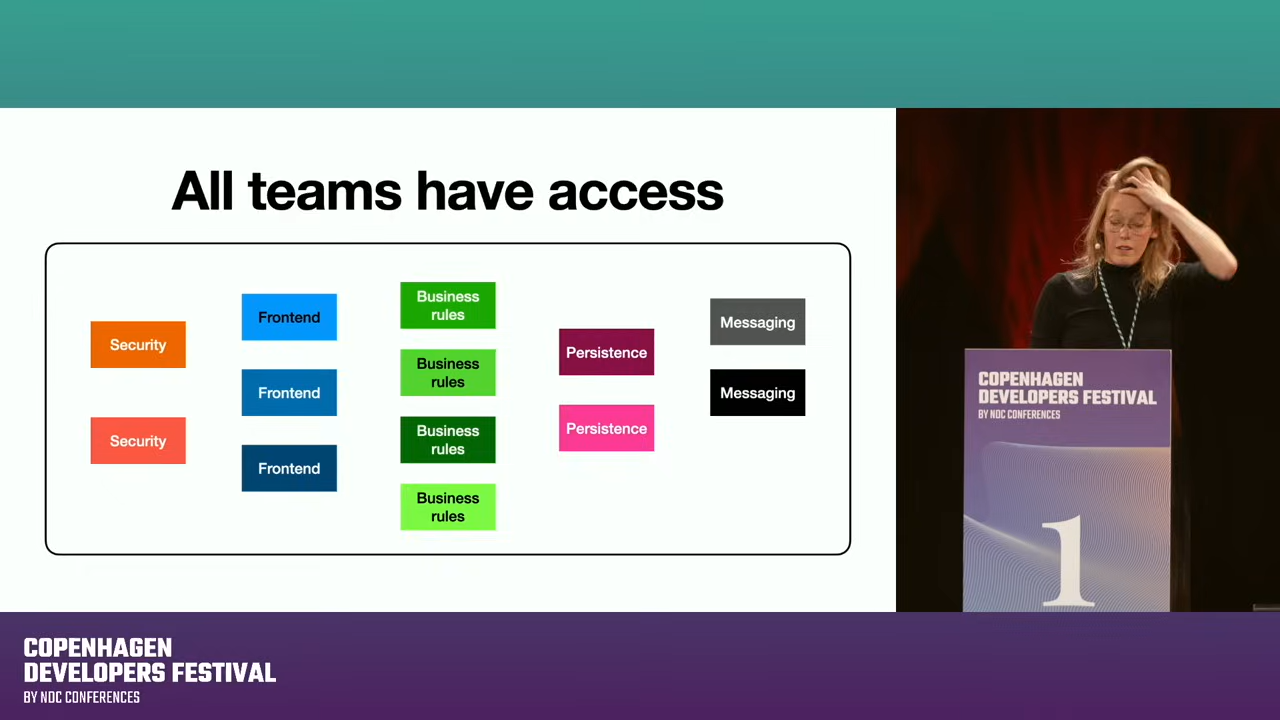 All teams have access
Security
Security
Frontend
Frontend
Frontend
Business
rules
Business
rules
Business
rules
Business
rules
Persistence
Persistence
Messaging
Messaging
COPENHAGEN
DEVELOPERS FESTIVAL
BY NDC CONFERENCES
1
COPENHAGEN
DEVELOPERS FESTIVAL
BY NDC CONFERENCES